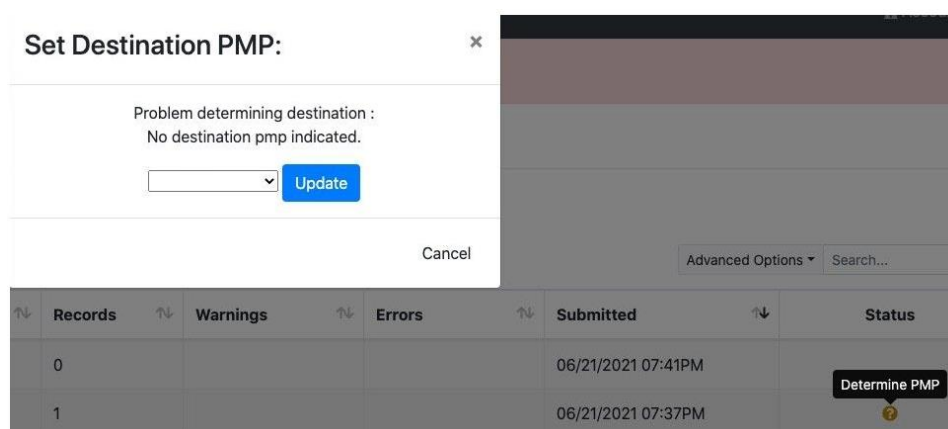 Set Destination PMP:
×
Problem determining destination :
No destination pmp indicated.
Update
Cancel
Advanced Options
Search...
Records
Warnings
Errors
Submitted
Status
0
06/21/2021 07:41PM
Determine PMP
1
06/21/2021 07:37PM
?